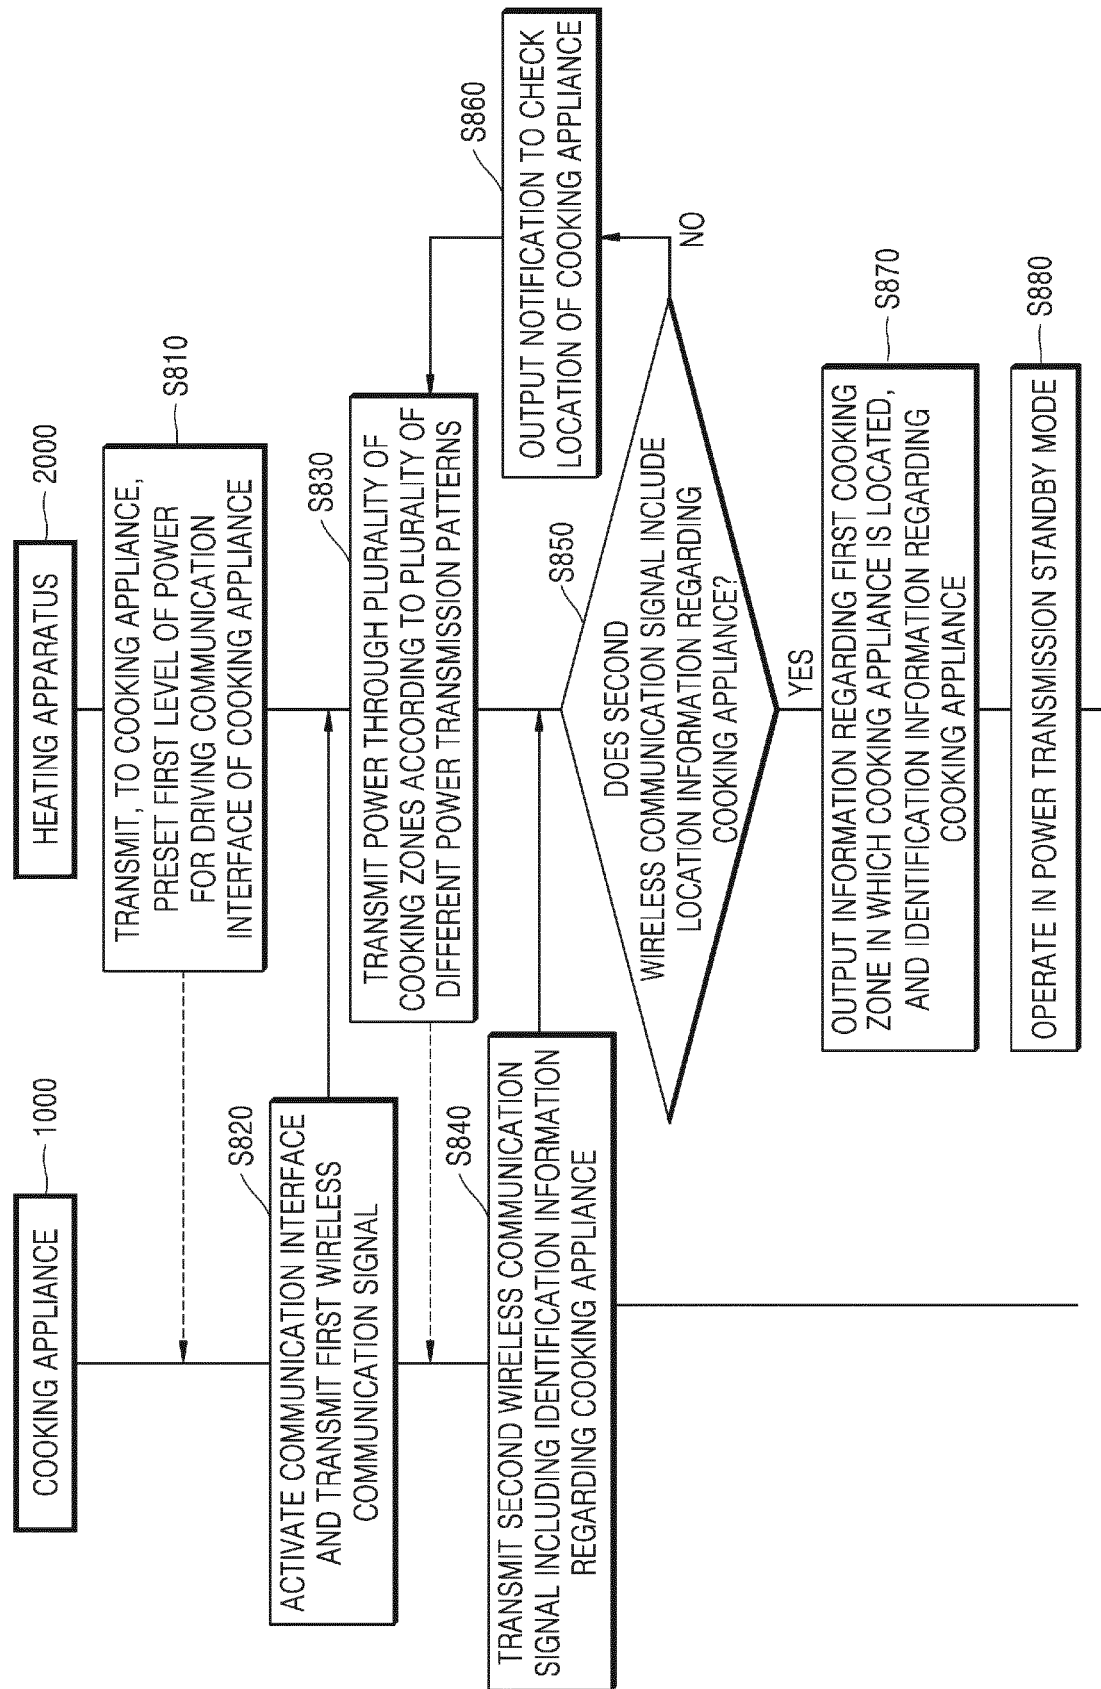 COOKING APPLIANCE
1000
HEATING APPARATUS
2000
TRANSMIT, TO COOKING APPLIANCE,
PRESET FIRST LEVEL OF POWER
FOR DRIVING COMMUNICATION
INTERFACE OF COOKING APPLIANCE
S810
ACTIVATE COMMUNICATION INTERFACE
AND TRANSMIT FIRST WIRELESS
COMMUNICATION SIGNAL
S820
TRANSMIT POWER THROUGH PLURALITY OF
COOKING ZONES ACCORDING TO PLURALITY OF
DIFFERENT POWER TRANSMISSION PATTERNS
S830
TRANSMIT SECOND WIRELESS COMMUNICATION
SIGNAL INCLUDING IDENTIFICATION INFORMATION
REGARDING COOKING APPLIANCE
S840
DOES SECOND
WIRELESS COMMUNICATION SIGNAL INCLUDE
LOCATION INFORMATION REGARDING
COOKING APPLIANCE?
S850
NO
OUTPUT NOTIFICATION TO CHECK
LOCATION OF COOKING APPLIANCE
S860
YES
OUTPUT INFORMATION REGARDING FIRST COOKING
ZONE IN WHICH COOKING APPLIANCE IS LOCATED,
AND IDENTIFICATION INFORMATION REGARDING
COOKING APPLIANCE
S870
OPERATE IN POWER TRANSMISSION STANDBY MODE
S880